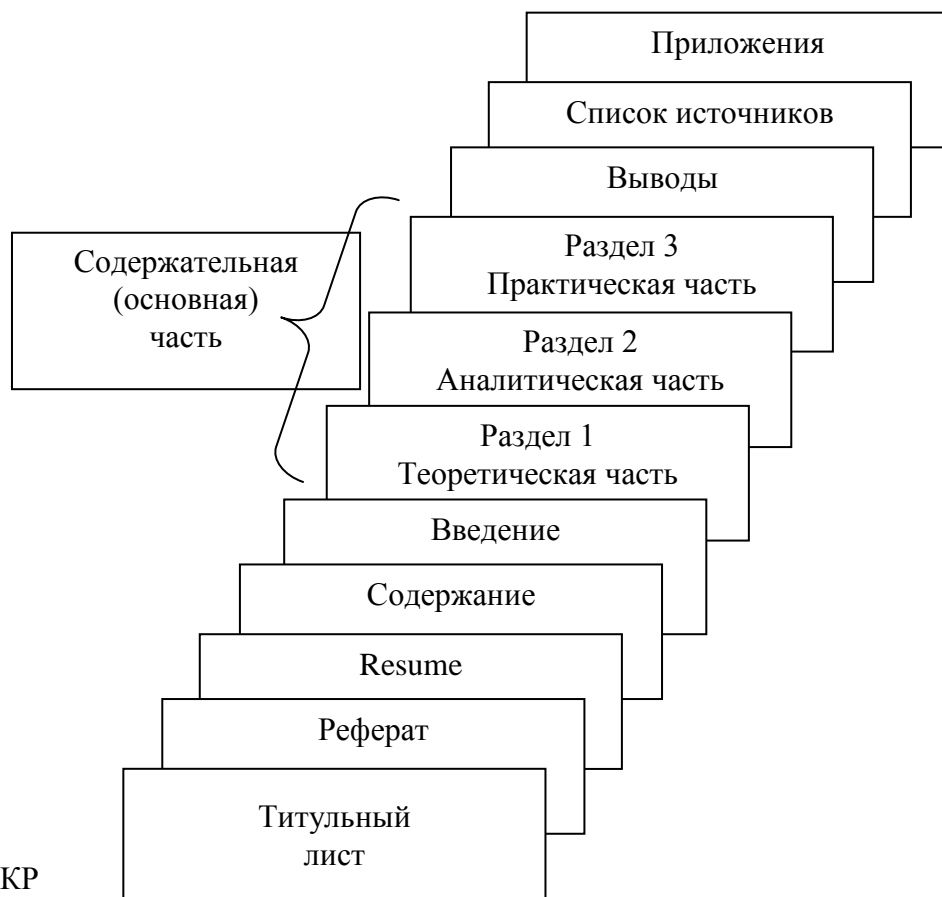 Приложения
Список источников
Выводы
Раздел 3
Практическая часть
Содержательная
(основная)
часть
Раздел 2
Аналитическая часть
Раздел 1
Теоретическая часть
Введение
Содержание
Resume
Реферат
Титульный
лист
КР